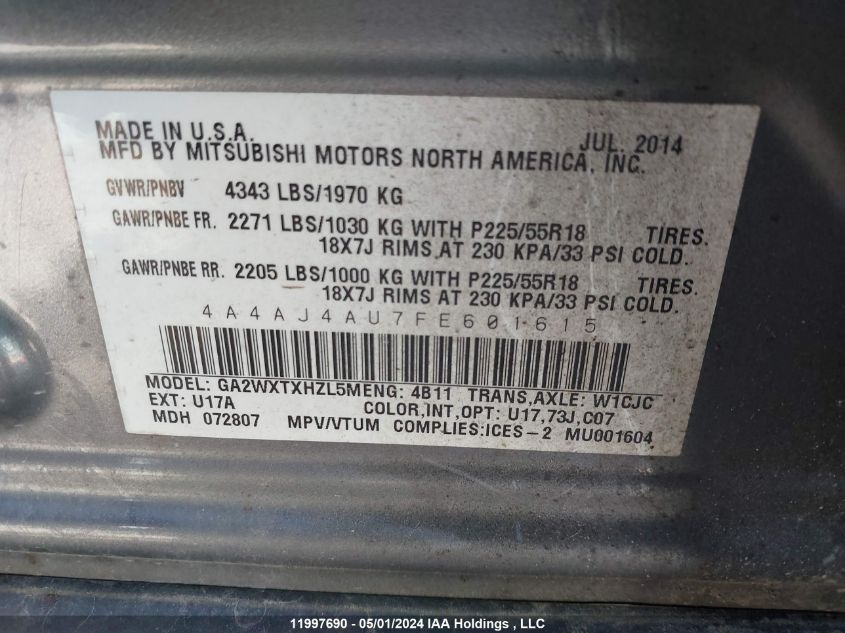 MADE IN U.S.A. JUL. 2014
MFD BY MITSUBISHI MOTORS NORTH AMERICA, INC.
GVWR/PNBV 4343 LBS/1970 KG
GAWR/PNBE FR. 2271 LBS/1030 KG WITH P225/55R18 TIRES.
18X7J RIMS AT 230 KPA/33 PSI COLD.
GAWR/PNBE RR. 2205 LBS/1000 KG WITH P225/55R18 TIRES.
18X7J RIMS AT 230 KPA/33 PSI COLD.
4A4AJ4AU7FE601615
MODEL: GA2WXTXHZL5MENG: 4B11 TRANS,AXLE: W1CJC
EXT: U17A COLOR,INT,OPT: U17,73J,C07
MDH 072807 MPV/VTUM COMPLIES:ICES-2 MU001604
11997690 - 05/01/2024 IAA Holdings , LLC